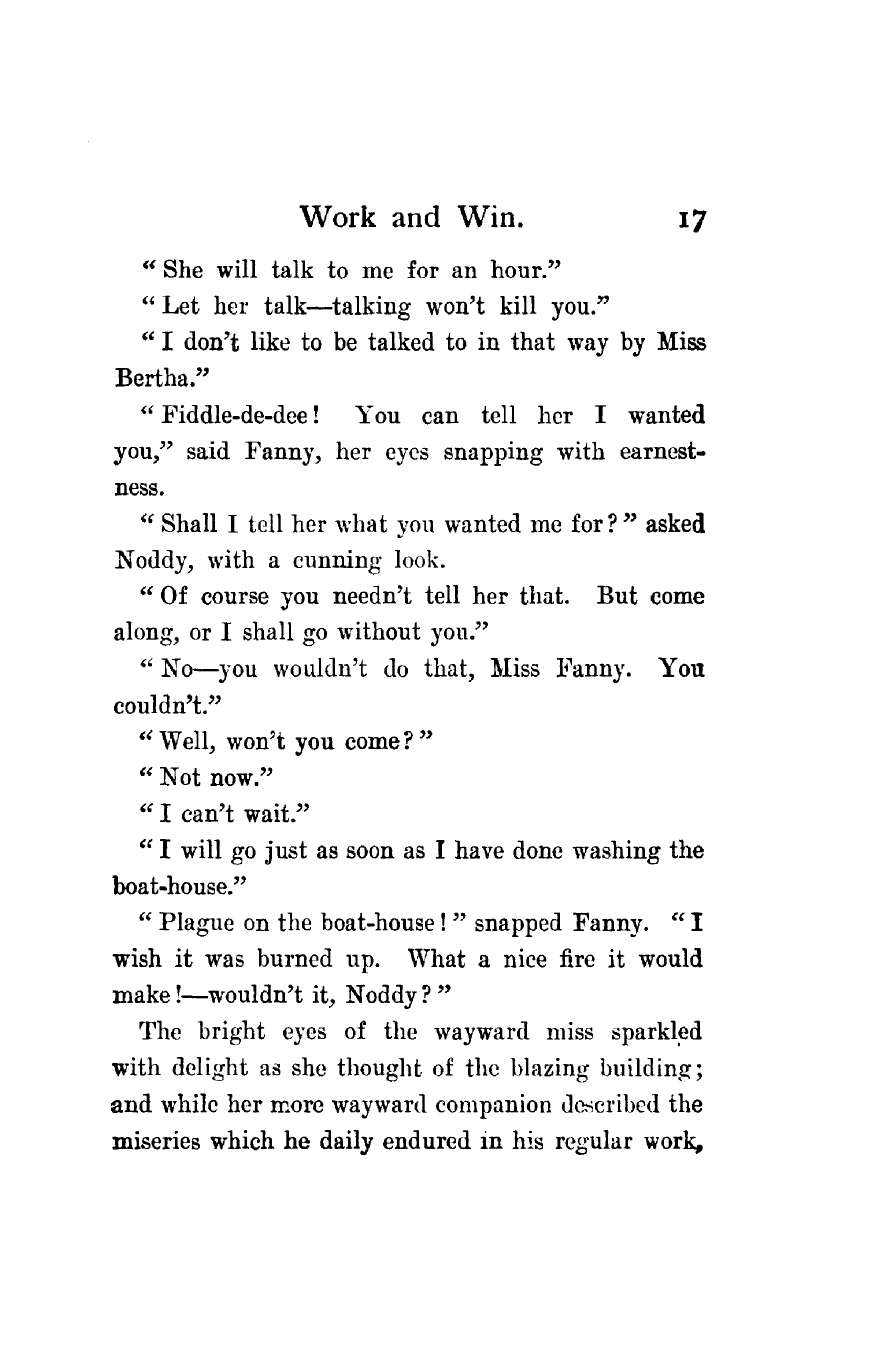 Work and Win. 17
“ She will talk to me for an hour.”
“ Let her talk—talking won’t kill you.”
“ I don’t like to be talked to in that way by Miss
Bertha.”
“ Fiddle-de-dee ! You can tell her I wanted
you,” said Fanny, her eyes snapping with earnest-
ness.
“ Shall I tell her what you wanted me for ? ” asked
Noddy, with a cunning look.
“ Of course you needn’t tell her that. But come
along, or I shall go without you.”
“ No—you wouldn’t do that, Miss Fanny. You
couldn’t.”
“ Well, won’t you come ? ”
“ Not now.”
“ I can’t wait.”
“ I will go just as soon as I have done washing the
boat-house.”
“ Plague on the boat-house ! ” snapped Fanny. “ I
wish it was burned up. What a nice fire it would
make !—wouldn’t it, Noddy ? ”
The bright eyes of the wayward miss sparkled
with delight as she thought of the blazing building ;
and while her more wayward companion described the
miseries which he daily endured in his regular work,